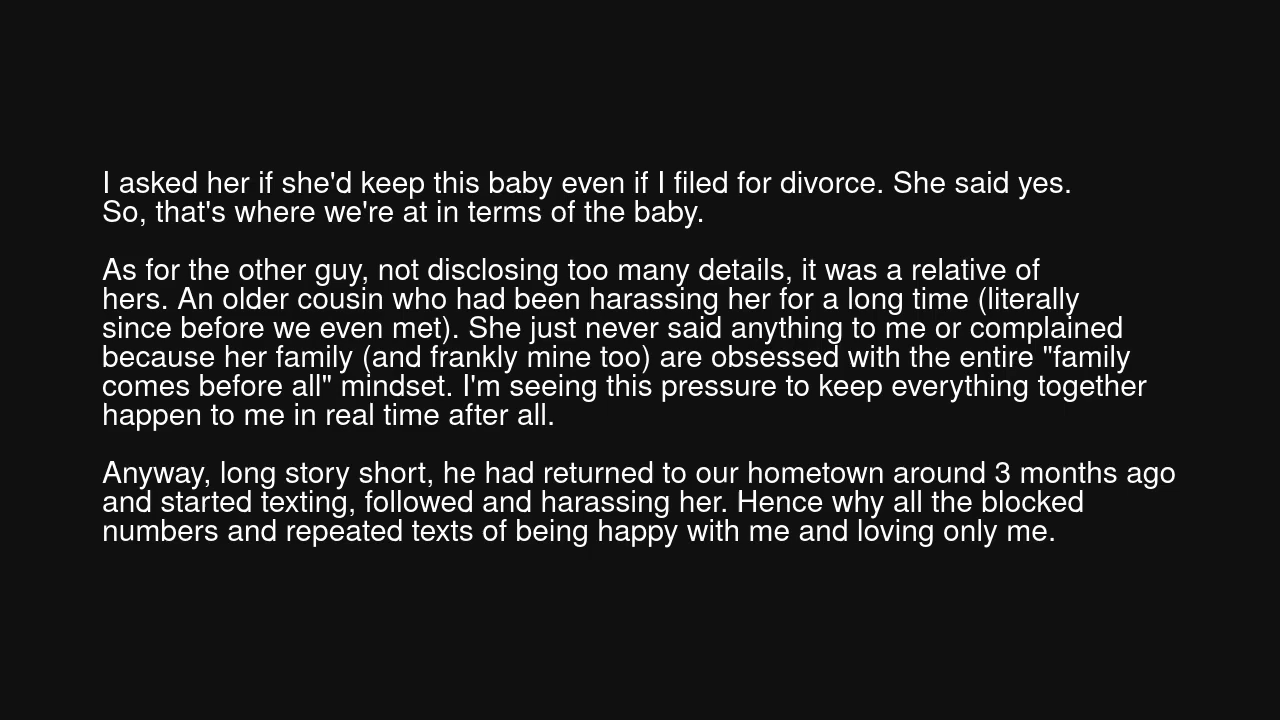 I asked her if she'd keep this baby even if I filed for divorce. She said yes.
So, that's where we're at in terms of the baby.
As for the other guy, not disclosing too many details, it was a relative of
hers. An older cousin who had been harassing her for a long time (literally
since before we even met). She just never said anything to me or complained
because her family (and frankly mine too) are obsessed with the entire "family
comes before all" mindset. I'm seeing this pressure to keep everything together
happen to me in real time after all.
Anyway, long story short, he had returned to our hometown around 3 months ago
and started texting, followed and harassing her. Hence why all the blocked
numbers and repeated texts of being happy with me and loving only me.